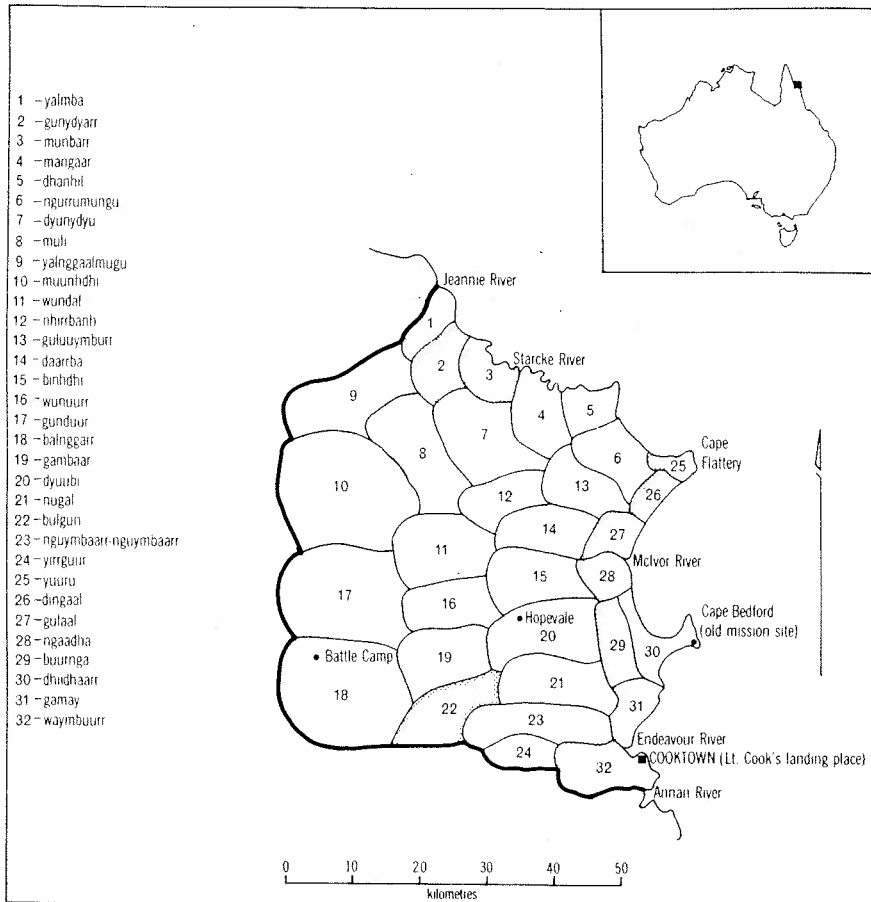 1 – yalmba
2 – gunydyarr
3 – munbarr
4 – mangaar
5 – dhanhil
6 – ngurrumungu
7 – dyunydyu
8 – muli
9 – yalnggaalmugu
10 – muunhdhi
11 – wundal
12 – nhirrbanh
13 – guluuymburr
14 – daarrba
15 – binhdhi
16 – wunuurr
17 – gunduur
18 – balnggarr
19 – gambaar
20 – dyuubi
21 – nugal
22 – bulgun
23 – nguymbaarr-nguymbaarr
24 – yirrguur
25 – yuuru
26 – dingaal
27 – gulaal
28 – ngaadha
29 – buurnga
30 – dhiidhaarr
31 – gamay
32 – waymbuurr
Jeannie River
1
Starcke River
2
3
9
4
5
7
8
6
Cape
Flattery
25
10
13
26
12
14
27
11
McIvor River
15
28
17
16
Hopevale
20
Cape Bedford
(old mission site)
29
30
Battle Camp
19
18
21
22
31
23
Endeavour River
24
COOKTOWN (Lt. Cook's landing place)
32
Annan River
0 10 20 30 40 50
kilometres